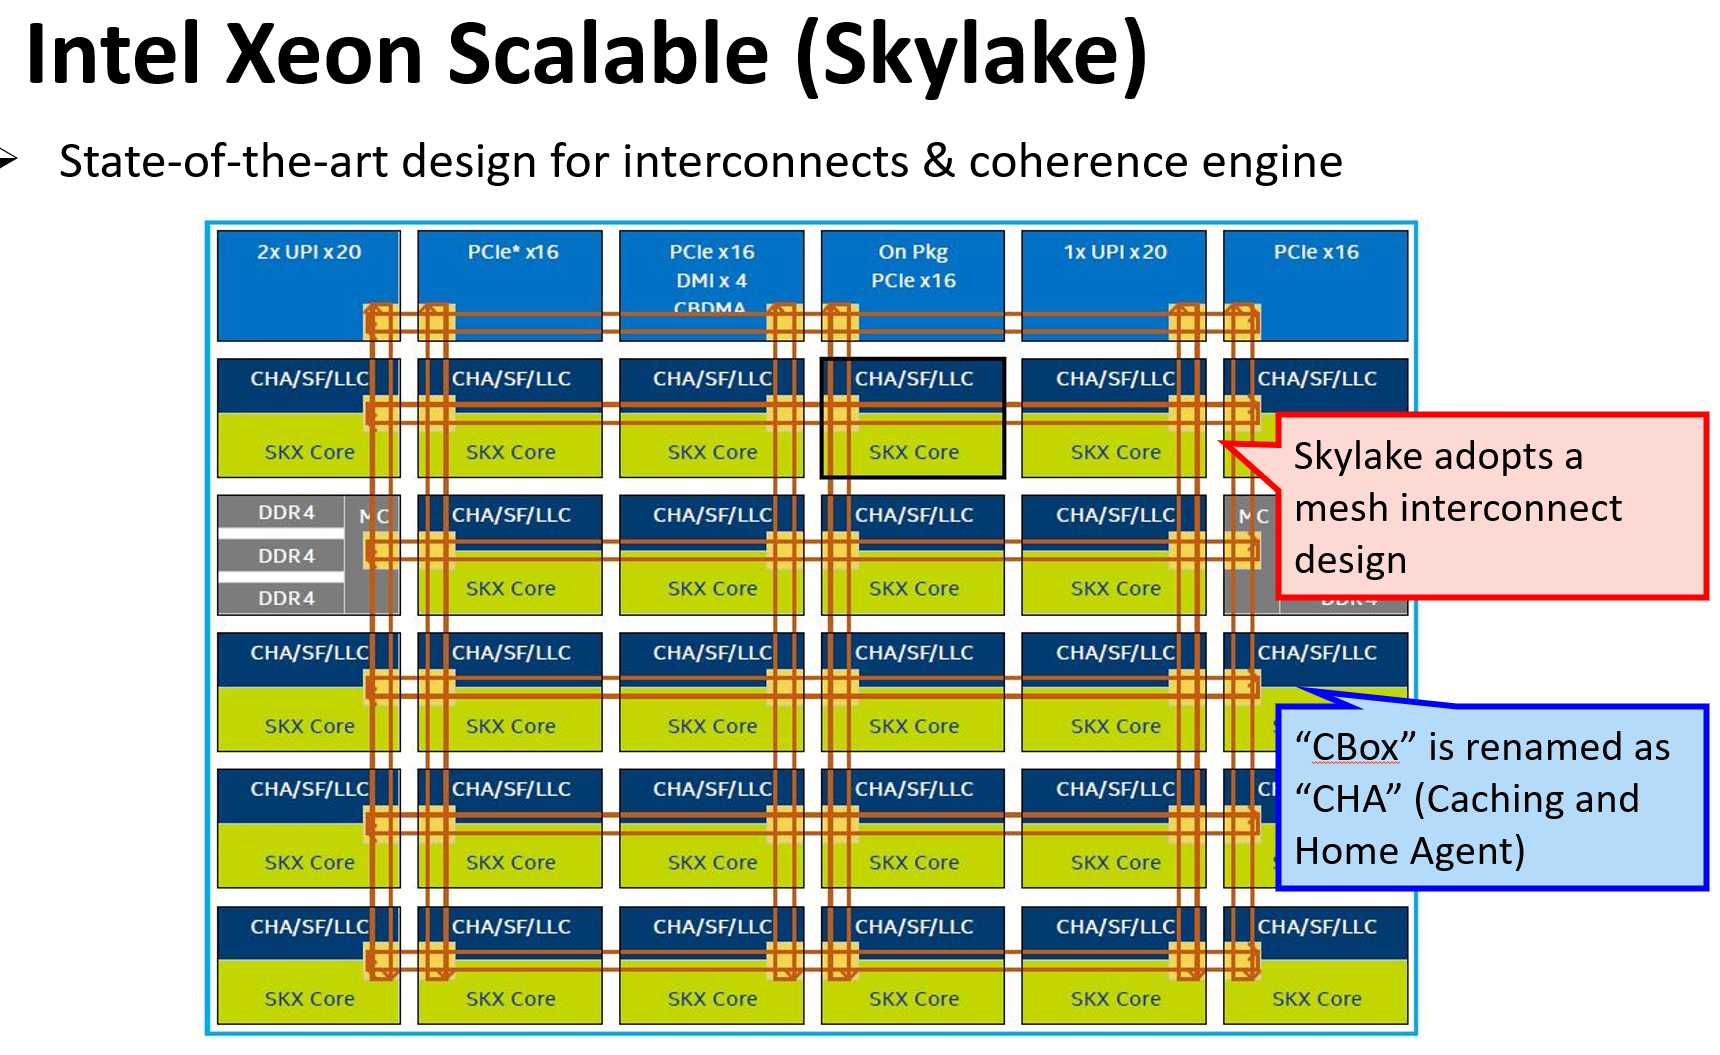 Intel Xeon Scalable (Skylake)
State-of-the-art design for interconnects & coherence engine
2x UPI x20 PCIe* x16 PCIe x16 On Pkg 1x UPI x20 PCIe x16
DMI x 4 PCIe x16
CBDMA
CHA/SF/LLC CHA/SF/LLC CHA/SF/LLC CHA/SF/LLC CHA/SF/LLC CHA/SF/LLC
SKX Core SKX Core SKX Core SKX Core SKX Core
Skylake adopts a
mesh interconnect
design
DDR4 MC CHA/SF/LLC CHA/SF/LLC CHA/SF/LLC CHA/SF/LLC MC
DDR4
SKX Core SKX Core SKX Core SKX Core
DDR4 DDR4
CHA/SF/LLC CHA/SF/LLC CHA/SF/LLC CHA/SF/LLC CHA/SF/LLC CHA/SF/LLC
SKX Core SKX Core SKX Core SKX Core SKX Core
“CBox” is renamed as
“CHA” (Caching and
Home Agent)
CHA/SF/LLC CHA/SF/LLC CHA/SF/LLC CHA/SF/LLC CHA/SF/LLC
SKX Core SKX Core SKX Core SKX Core SKX Core
CHA/SF/LLC CHA/SF/LLC CHA/SF/LLC CHA/SF/LLC CHA/SF/LLC CHA/SF/LLC
SKX Core SKX Core SKX Core SKX Core SKX Core SKX Core